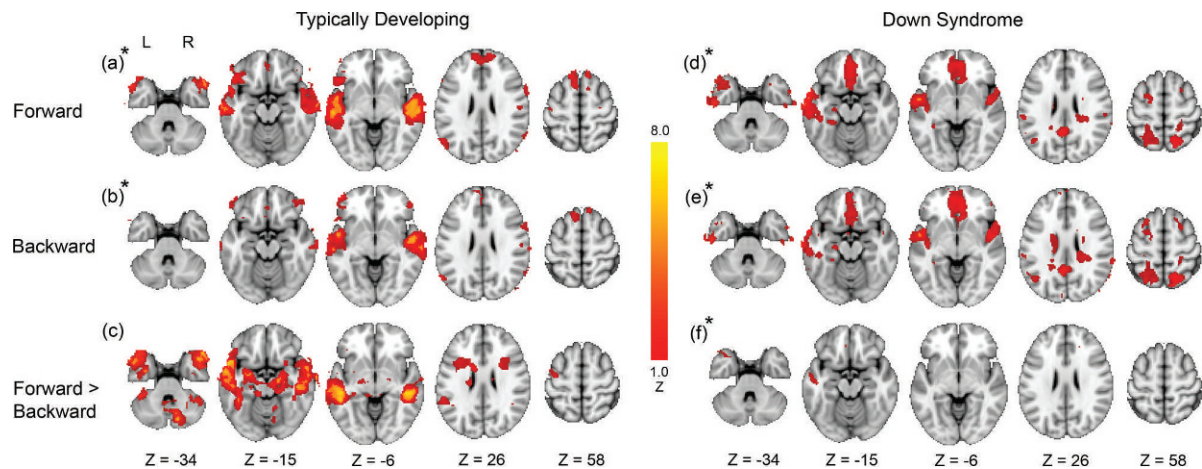 Typically Developing
Down Syndrome
L R
(a)*
(d)*
Forward
8.0
(b)*
(e)*
Backward
1.0
Z
(c)
(f)*
Forward >
Backward
Z = -34 Z = -15 Z = -6 Z = 26 Z = 58
Z = -34 Z = -15 Z = -6 Z = 26 Z = 58